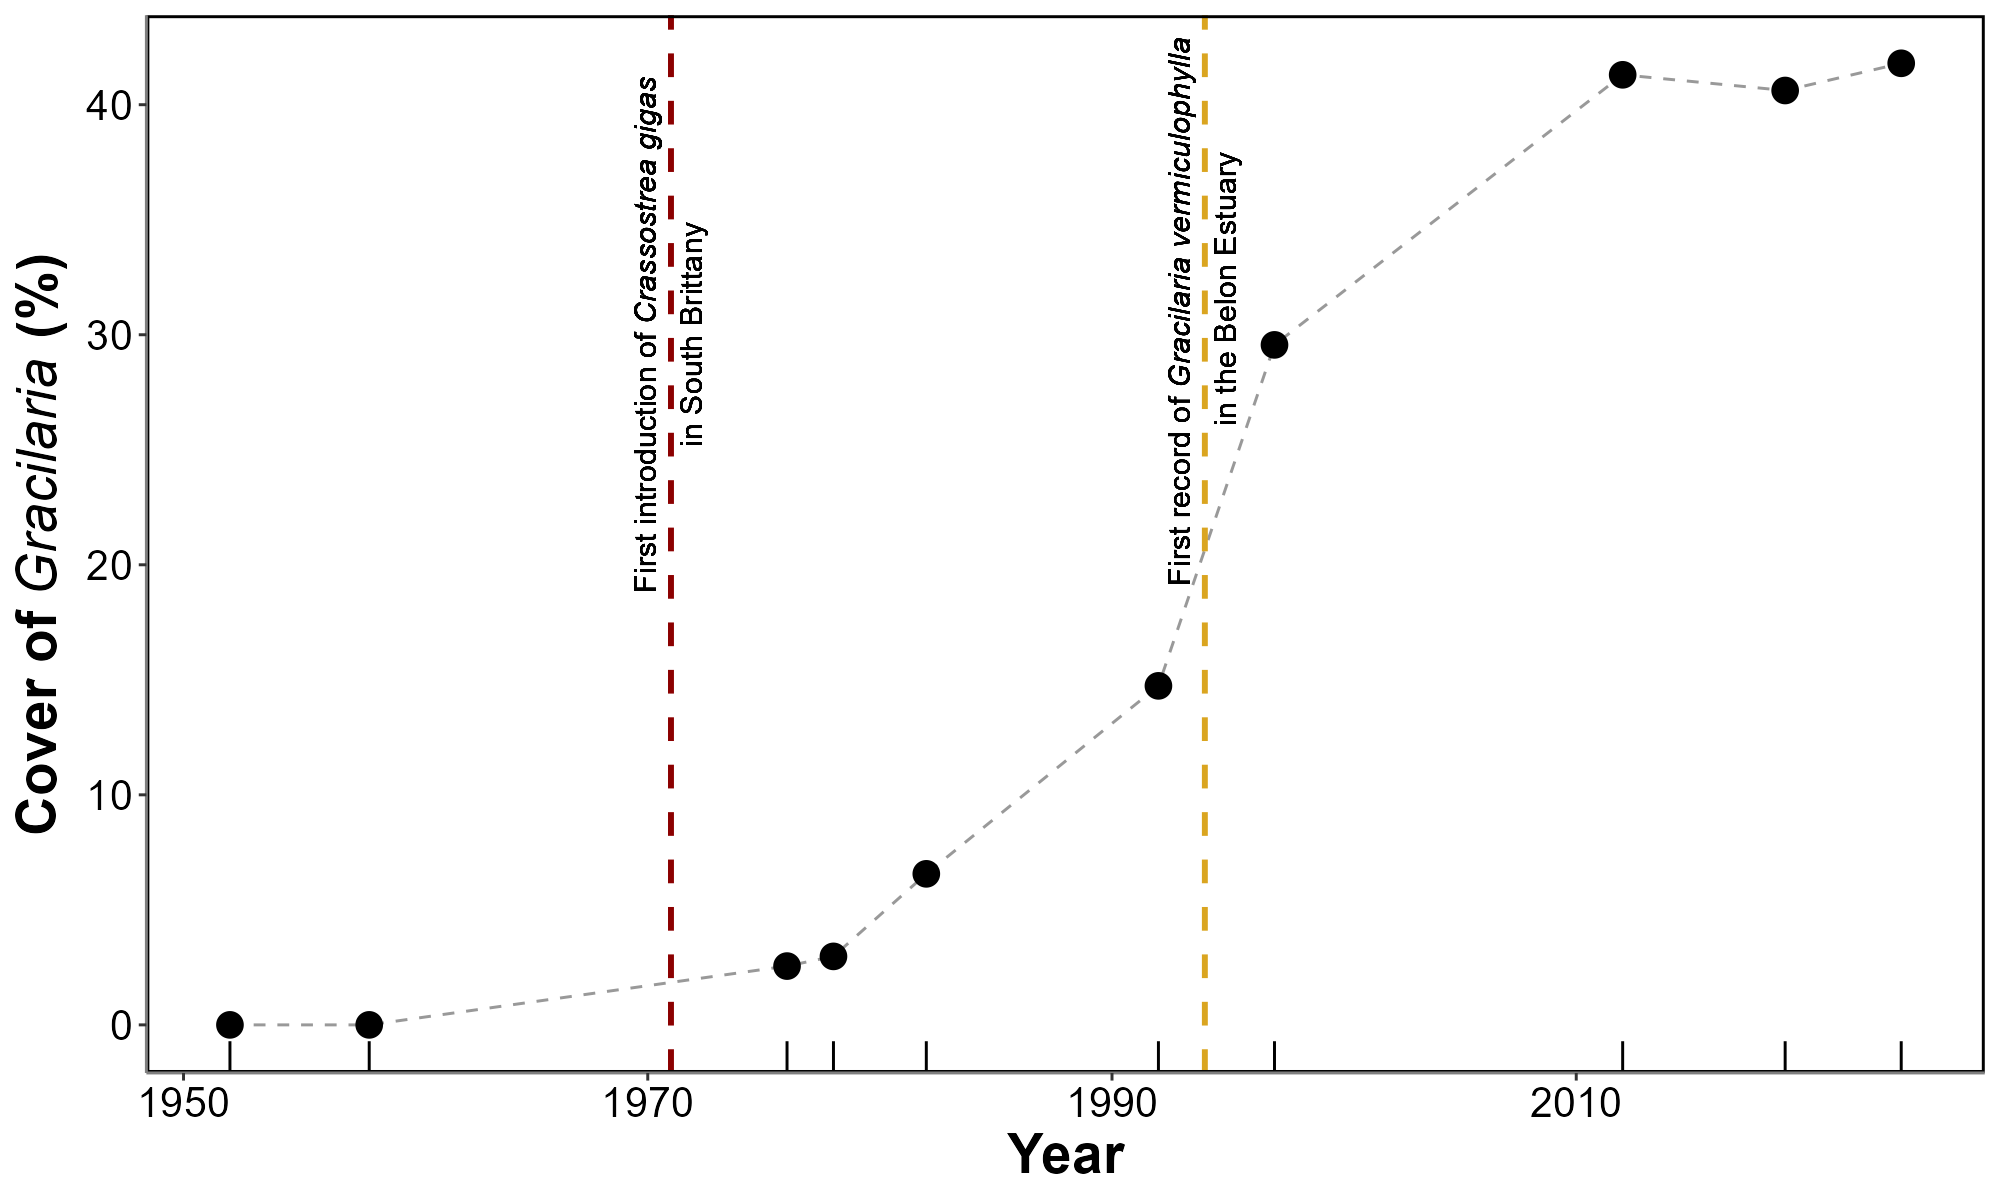 Cover of Gracilaria (%)
40
30
20
10
0
First introduction of Crassostrea gigas
in South Brittany
First record of Gracilaria vermiculophylla
in the Belon Estuary
1950
1970
1990
2010
Year